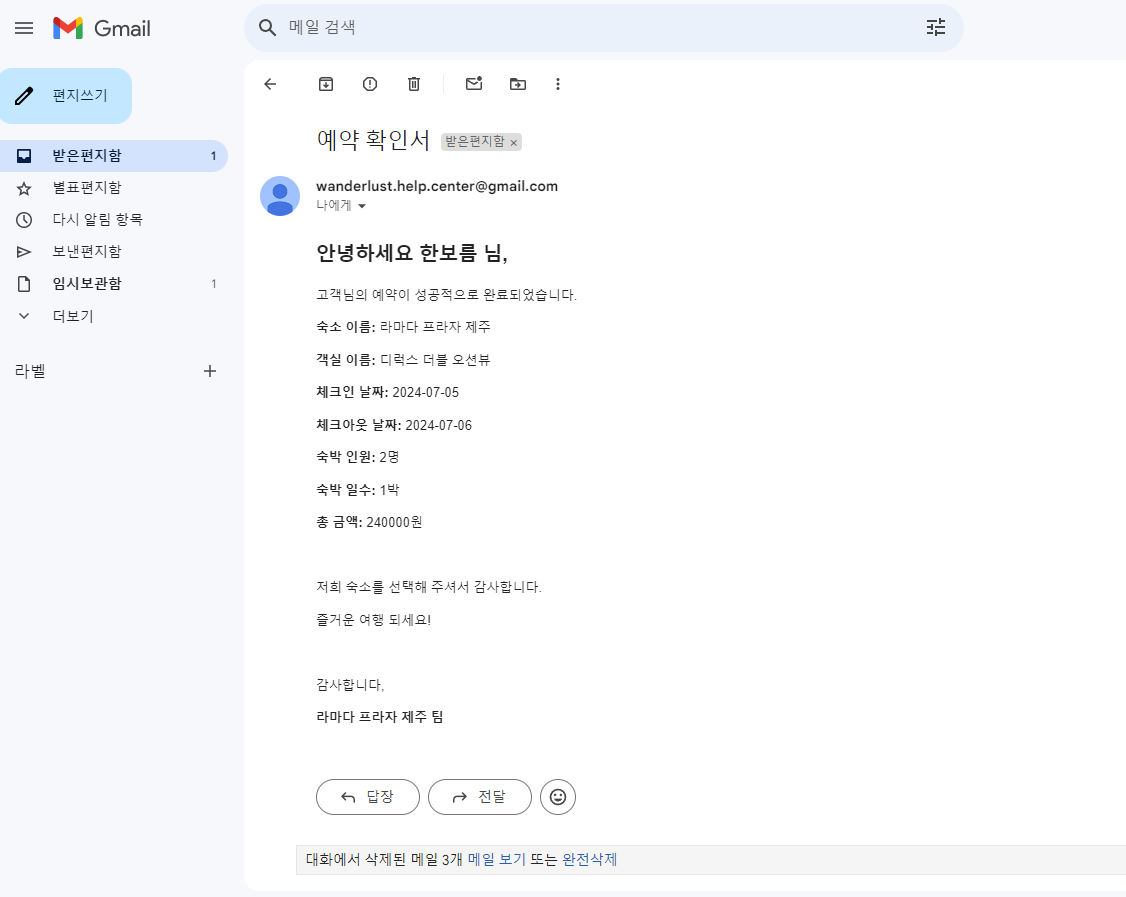 Gmail
메일 검색
편지쓰기
받은편지함 1
별표편지함
다시 알림 항목
보낸편지함
임시보관함 1
더보기
라벨
예약 확인서 받은편지함 ×
wanderlust.help.center@gmail.com
나에게
안녕하세요 한보름 님,
고객님의 예약이 성공적으로 완료되었습니다.
숙소 이름: 라마다 프라자 제주
객실 이름: 디럭스 더블 오션뷰
체크인 날짜: 2024-07-05
체크아웃 날짜: 2024-07-06
숙박 인원: 2명
숙박 일수: 1박
총 금액: 240000원
저희 숙소를 선택해 주셔서 감사합니다.
즐거운 여행 되세요!
감사합니다,
라마다 프라자 제주 팀
답장
전달
대화에서 삭제된 메일 3개 메일 보기 또는 완전삭제